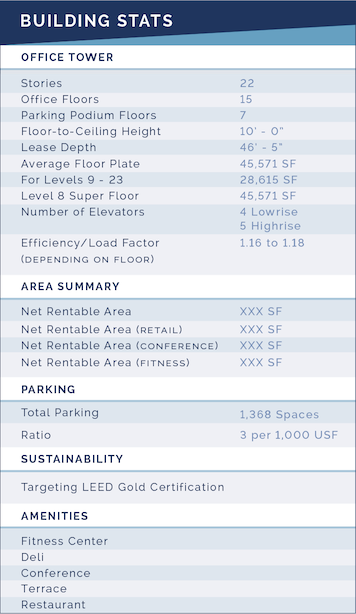 BUILDING STATS
OFFICE TOWER
Stories 22
Office Floors 15
Parking Podium Floors 7
Floor-to-Ceiling Height 10' - 0"
Lease Depth 46' - 5"
Average Floor Plate 45,571 SF
For Levels 9 - 23 28,615 SF
Level 8 Super Floor 45,571 SF
Number of Elevators 4 Lowrise
5 Highrise
Efficiency/Load Factor 1.16 to 1.18
(DEPENDING ON FLOOR)
AREA SUMMARY
Net Rentable Area XXX SF
Net Rentable Area (RETAIL) XXX SF
Net Rentable Area (CONFERENCE) XXX SF
Net Rentable Area (FITNESS) XXX SF
PARKING
Total Parking 1,368 Spaces
Ratio 3 per 1,000 USF
SUSTAINABILITY
Targeting LEED Gold Certification
AMENITIES
Fitness Center
Deli
Conference
Terrace
Restaurant